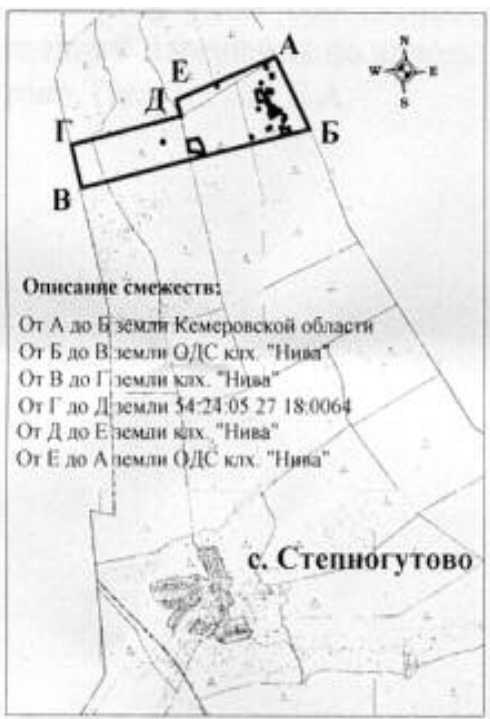 А
Е
N
Д
W E
Г
S
Б
В
Описание смежеств:
От А до Б земли Кемеровской области
От Б до В земли ОДС клх. "Нива"
От В до Г земли клх. "Нива"
От Г до Д земли 54:24:05 27 18:0064
От Д до Е земли клх. "Нива"
От Е до А земли ОДС клх. "Нива"
с. Степногутово